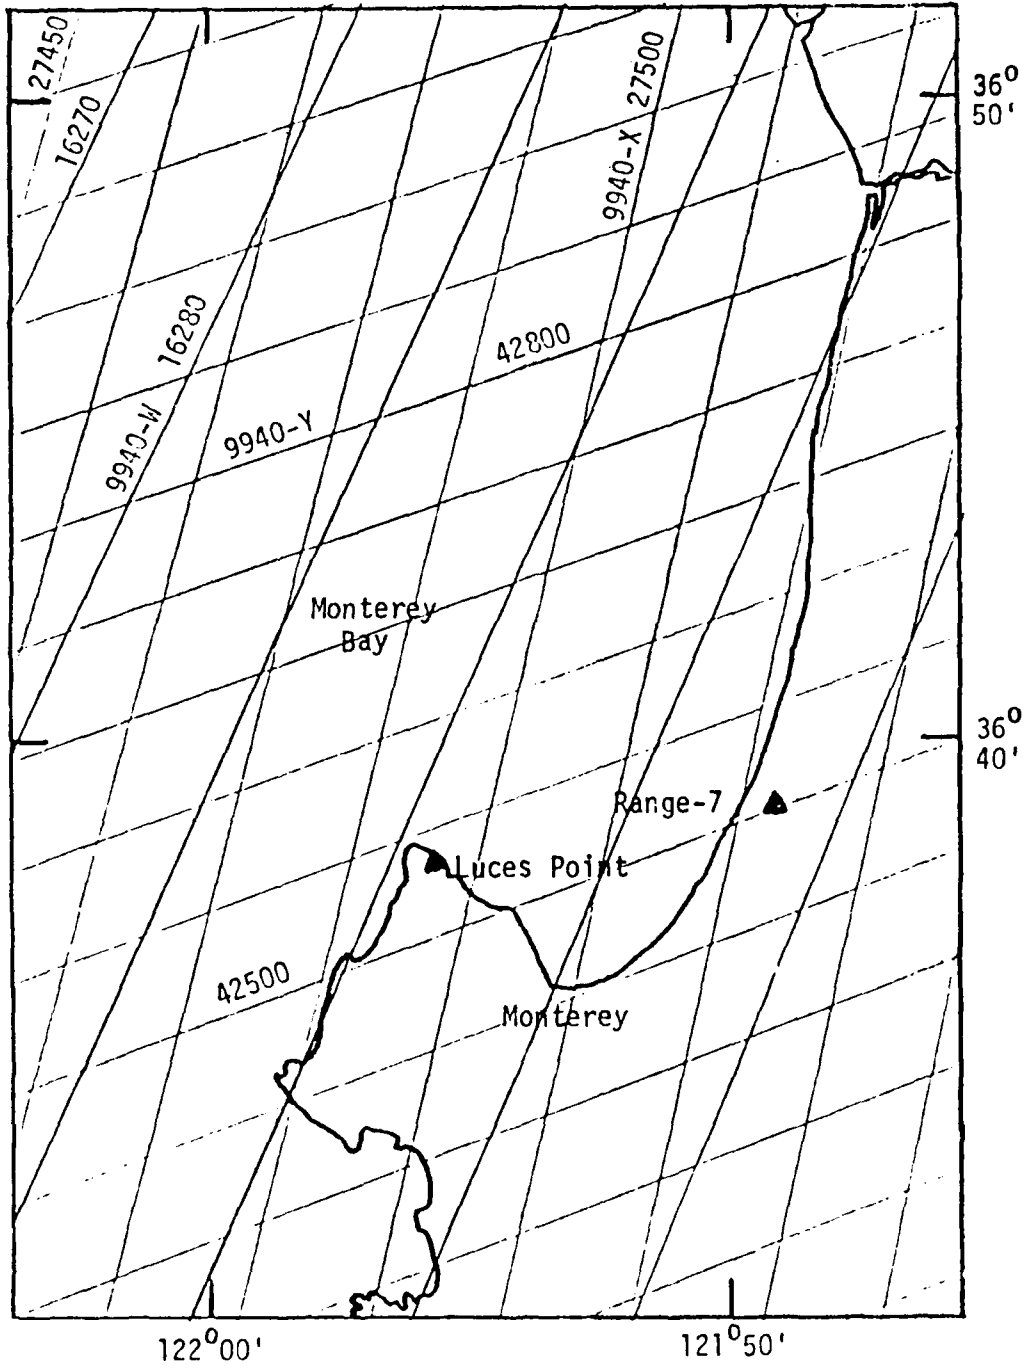 27450
16270
9940-X 27500
36° 50'
9940-W 16280
42800
9940-Y
Monterey
Bay
36° 40'
Range-7
Luces Point
42500
Monterey
122°00'
121°50'